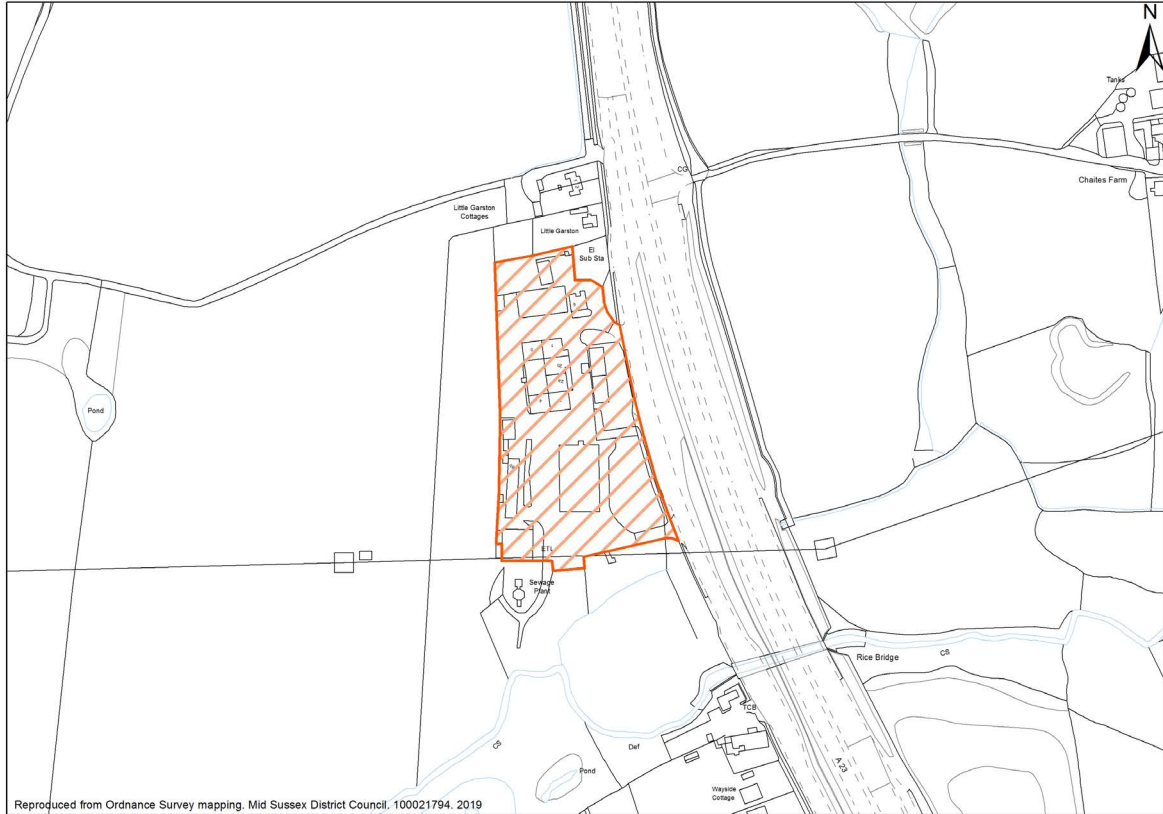 N
Tanks
CG
Chaites Farm
Little Garston
Cottages
Little Garston
El
Sub Sta
Pond
ETL
Sewage
Plant
Rice Bridge
CS
TCB
CS
Def
A 23
Pond
Wayside
Cottage
Reproduced from Ordnance Survey mapping. Mid Sussex District Council. 100021794. 2019